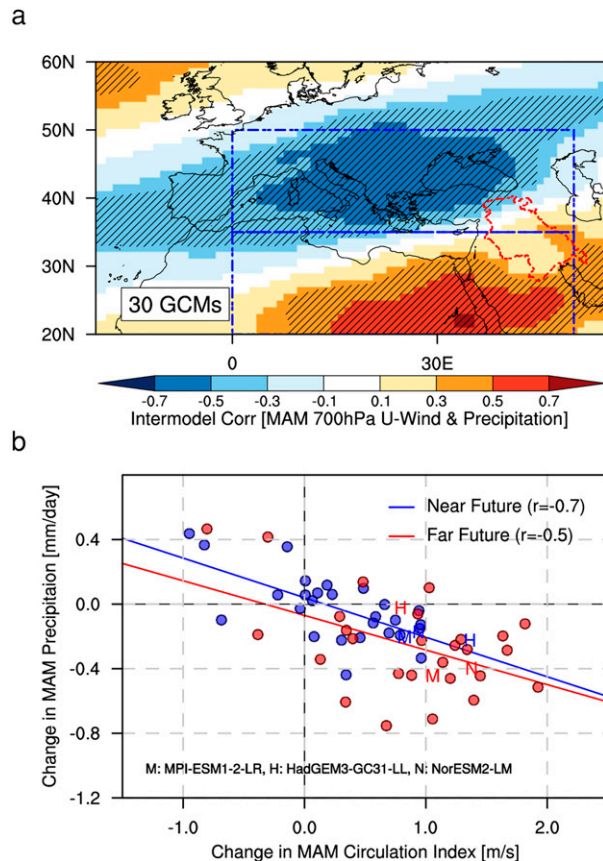 a
60N
50N
40N
30N
20N
30 GCMs
0 30E
-0.7 -0.5 -0.3 -0.1 0.1 0.3 0.5 0.7
Intermodel Corr [MAM 700hPa U-Wind & Precipitation]
b
Near Future (r=-0.7)
Far Future (r=-0.5)
0.4
0.0
-0.4
-0.8
-1.2
Change in MAM Precipitaion [mm/day]
H
M
H
N
M
M: MPI-ESM1-2-LR, H: HadGEM3-GC31-LL, N: NorESM2-LM
-1.0 0.0 1.0 2.0
Change in MAM Circulation Index [m/s]